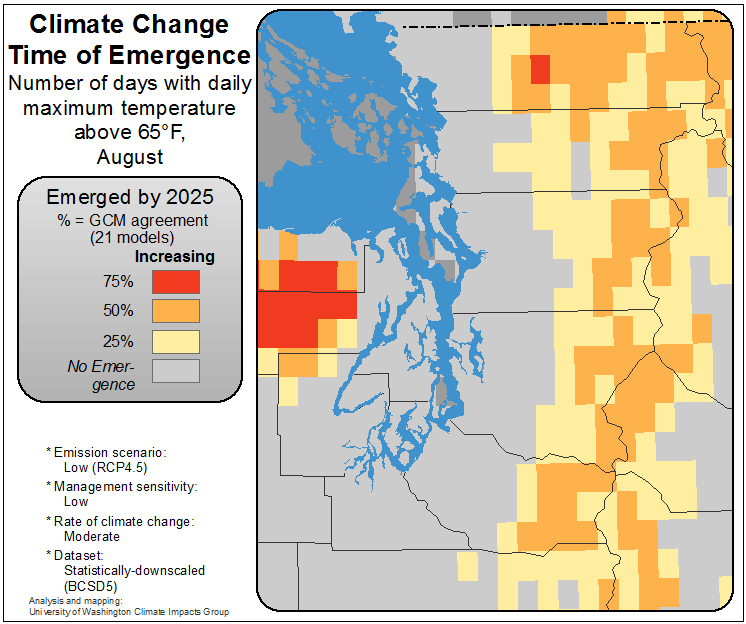 Climate Change
Time of Emergence
Number of days with daily
maximum temperature
above 65°F,
August
Emerged by 2025
% = GCM agreement
(21 models)
Increasing
75%
50%
25%
No Emer-
gence
* Emission scenario:
Low (RCP4.5)
* Management sensitivity:
Low
* Rate of climate change:
Moderate
* Dataset:
Statistically-downscaled
(BCSD5)
Analysis and mapping:
University of Washington Climate Impacts Group